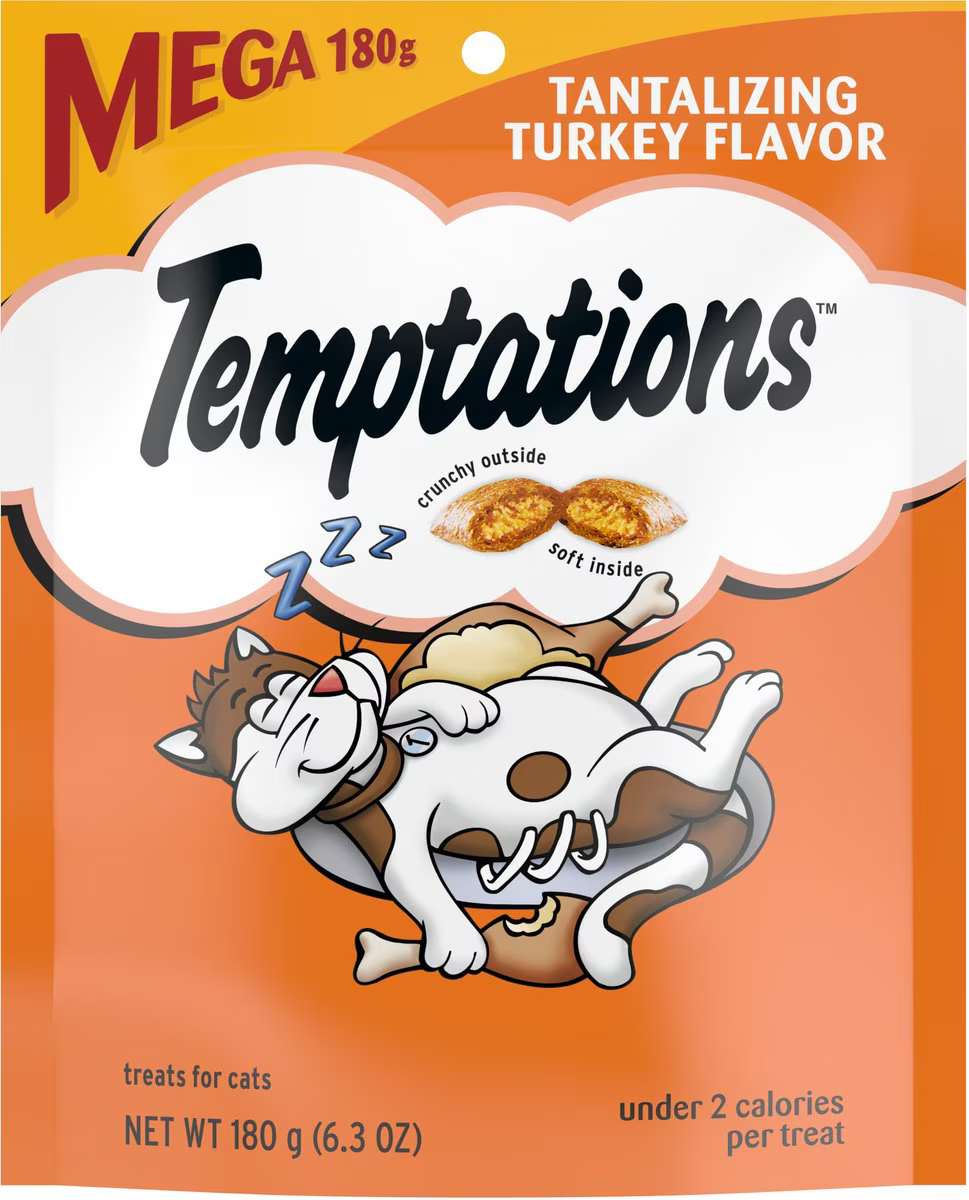 MEGA 180g
TANTALIZING
TURKEY FLAVOR
Temptations™
crunchy outside
soft inside
Z Z Z
T
treats for cats
NET WT 180 g (6.3 OZ)
under 2 calories
per treat